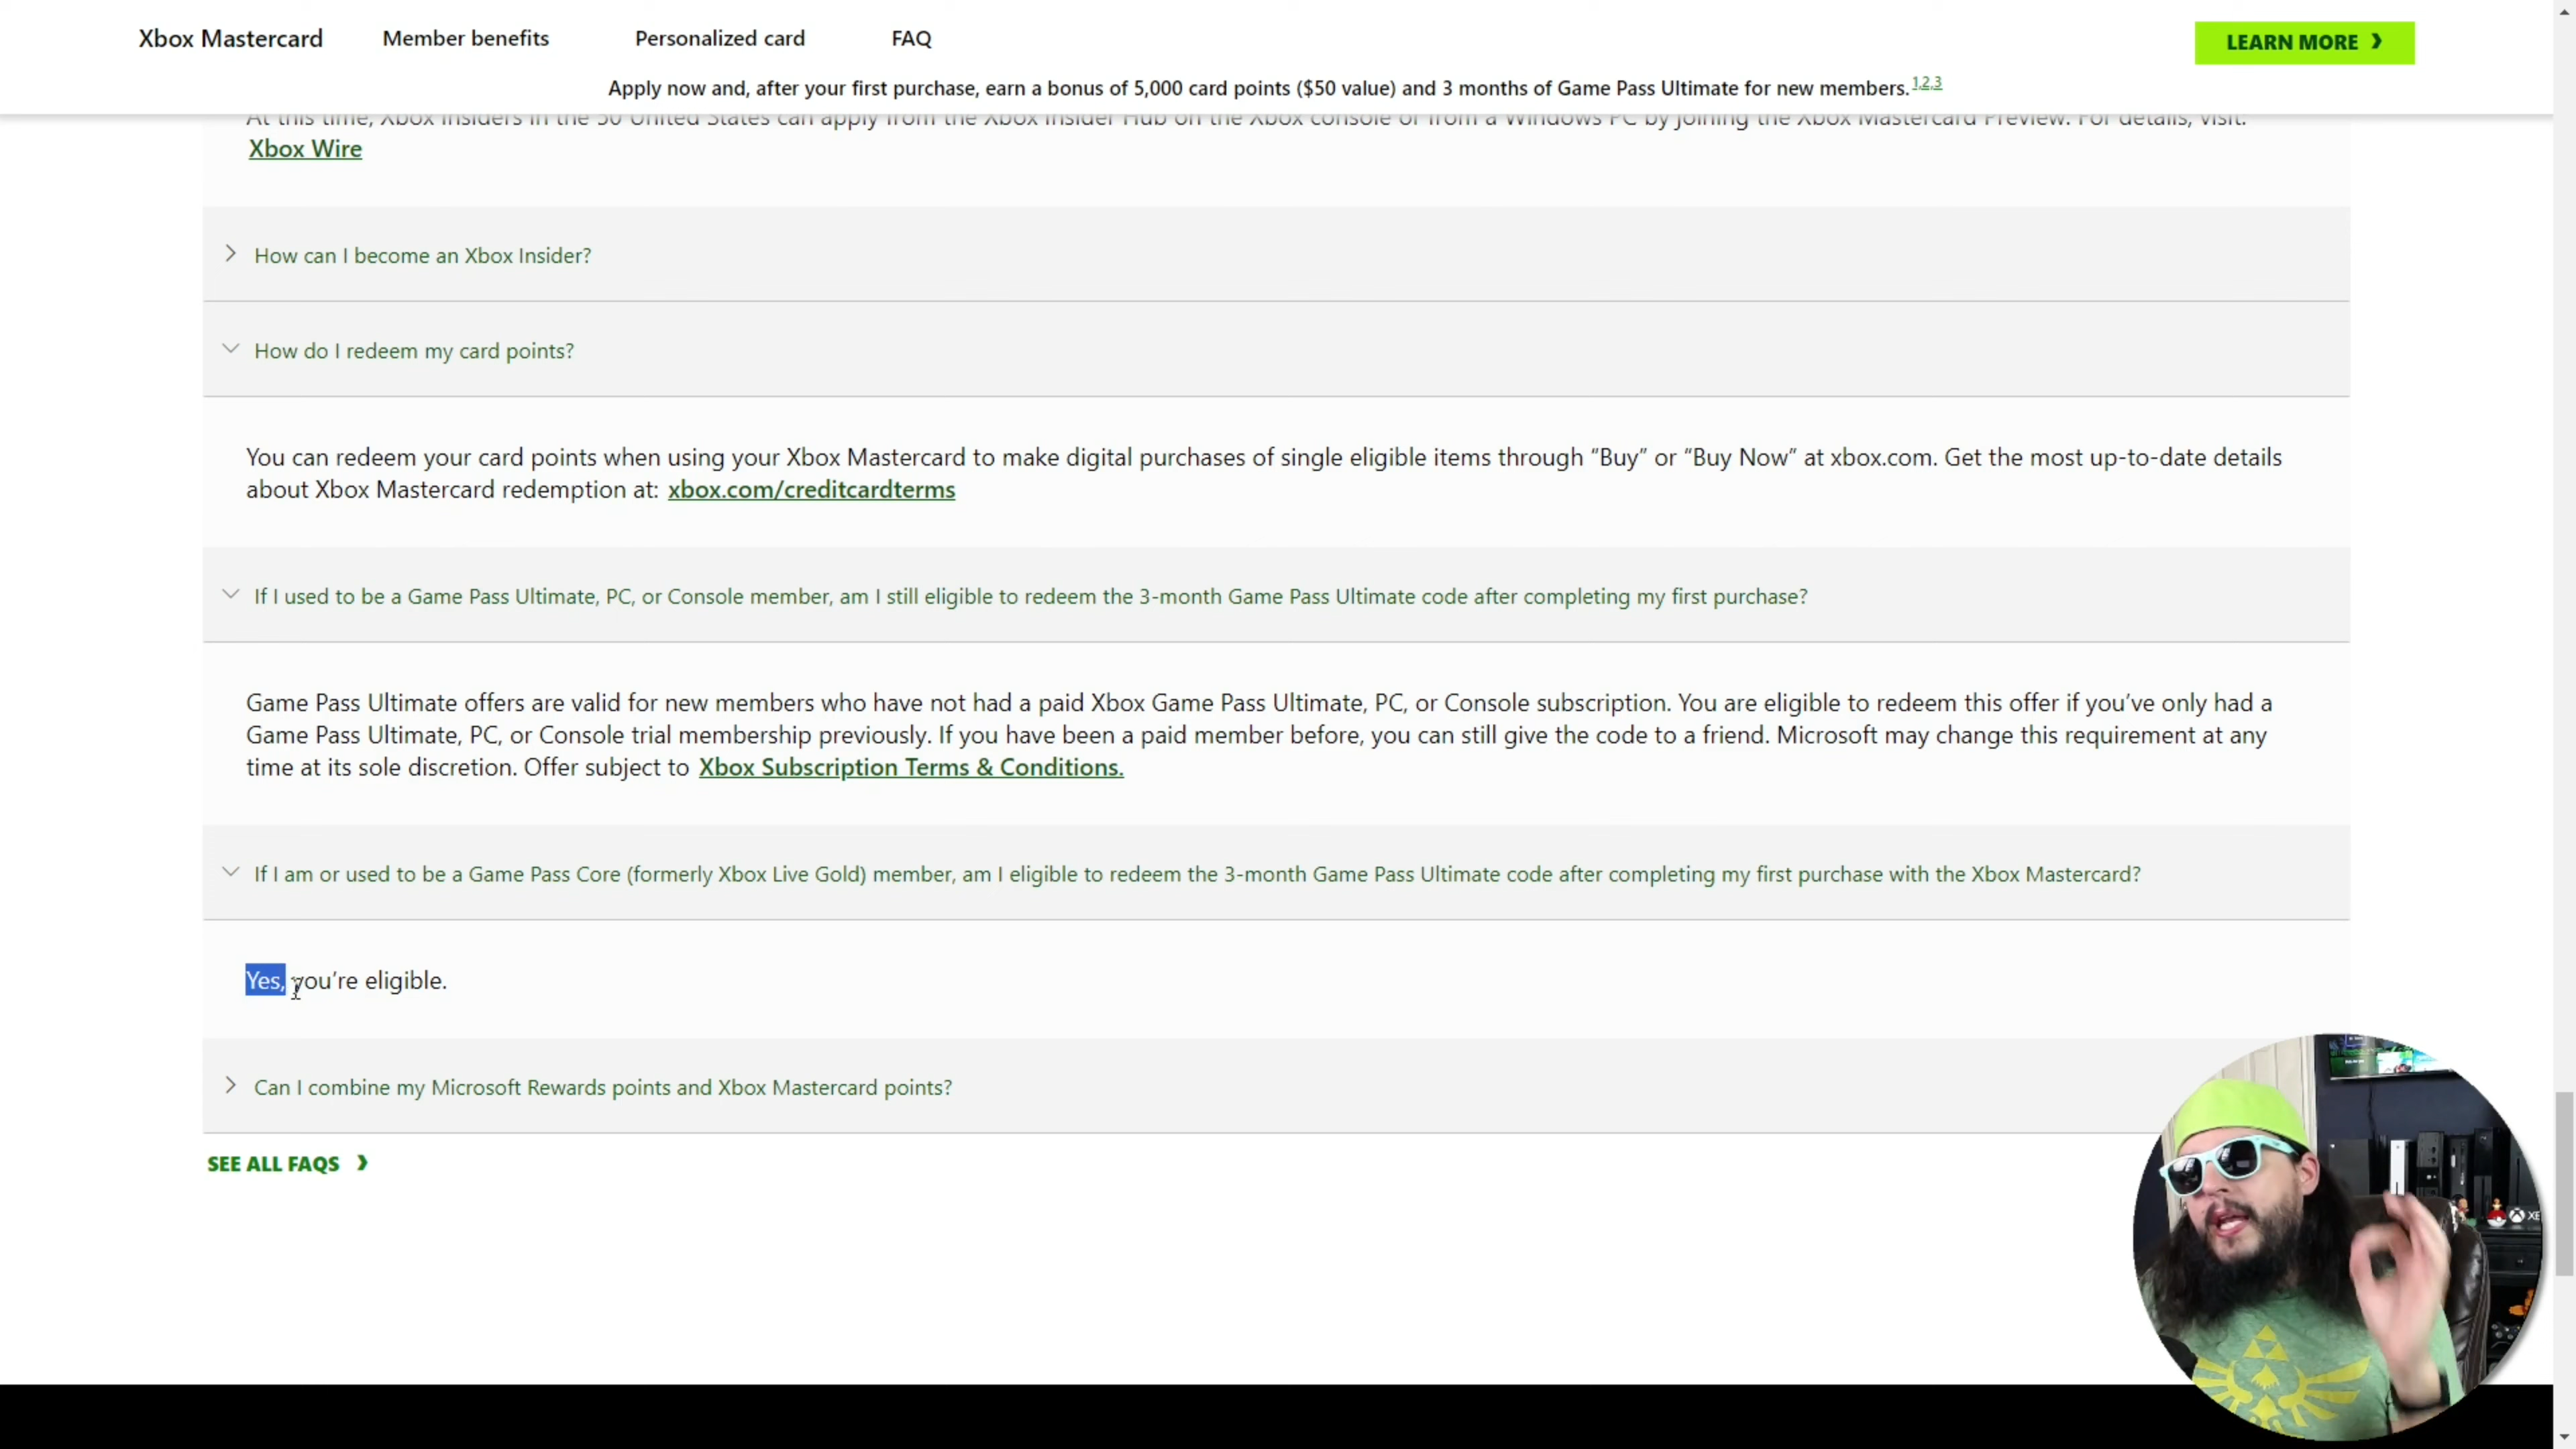 Xbox Mastercard Member benefits Personalized card FAQ LEARN MORE
Apply now and, after your first purchase, earn a bonus of 5,000 card points ($50 value) and 3 months of Game Pass Ultimate for new members. 1,2,3
At this time, Xbox Insiders in the 50 United States can apply from the Xbox Insider Hub on the Xbox console or from a Windows PC by joining the Xbox Mastercard Preview. For details, visit:
Xbox Wire
How can I become an Xbox Insider?
How do I redeem my card points?
You can redeem your card points when using your Xbox Mastercard to make digital purchases of single eligible items through “Buy” or “Buy Now” at xbox.com. Get the most up-to-date details
about Xbox Mastercard redemption at: xbox.com/creditcardterms
If I used to be a Game Pass Ultimate, PC, or Console member, am I still eligible to redeem the 3-month Game Pass Ultimate code after completing my first purchase?
Game Pass Ultimate offers are valid for new members who have not had a paid Xbox Game Pass Ultimate, PC, or Console subscription. You are eligible to redeem this offer if you’ve only had a
Game Pass Ultimate, PC, or Console trial membership previously. If you have been a paid member before, you can still give the code to a friend. Microsoft may change this requirement at any
time at its sole discretion. Offer subject to Xbox Subscription Terms & Conditions.
If I am or used to be a Game Pass Core (formerly Xbox Live Gold) member, am I eligible to redeem the 3-month Game Pass Ultimate code after completing my first purchase with the Xbox Mastercard?
Yes, you’re eligible.
Can I combine my Microsoft Rewards points and Xbox Mastercard points?
SEE ALL FAQS